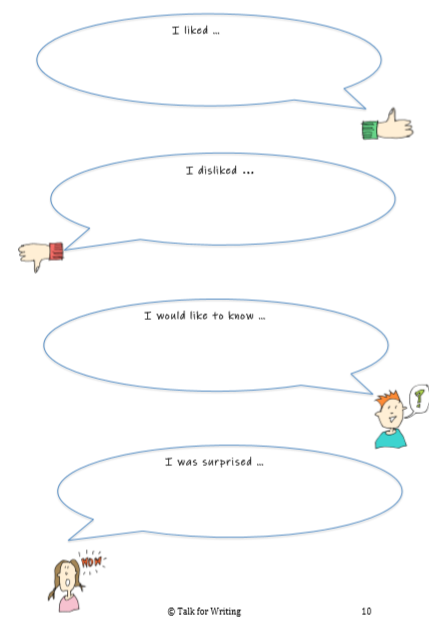 I liked …
I disliked …
I would like to know …
I was surprised …
WOW
© Talk for Writing 10